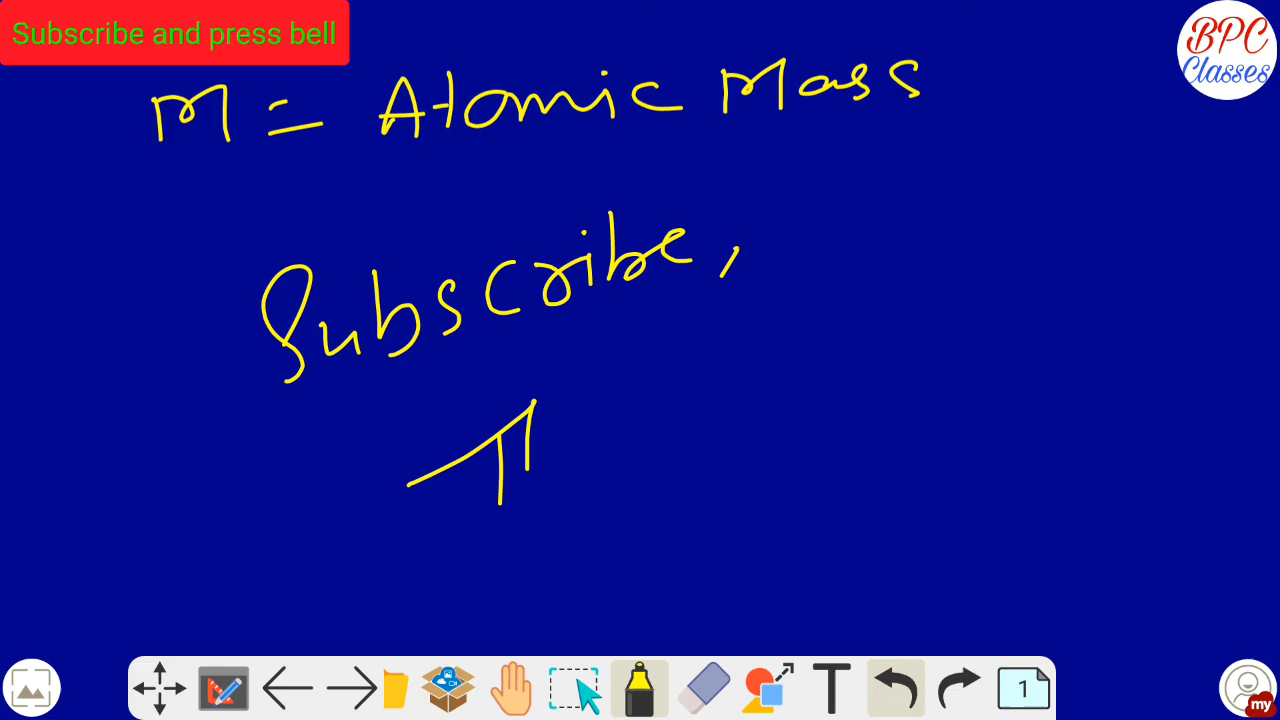 Subscribe and press bell
BPC
Classes
M = Atomic Mass
Subscribe,
T
1
my